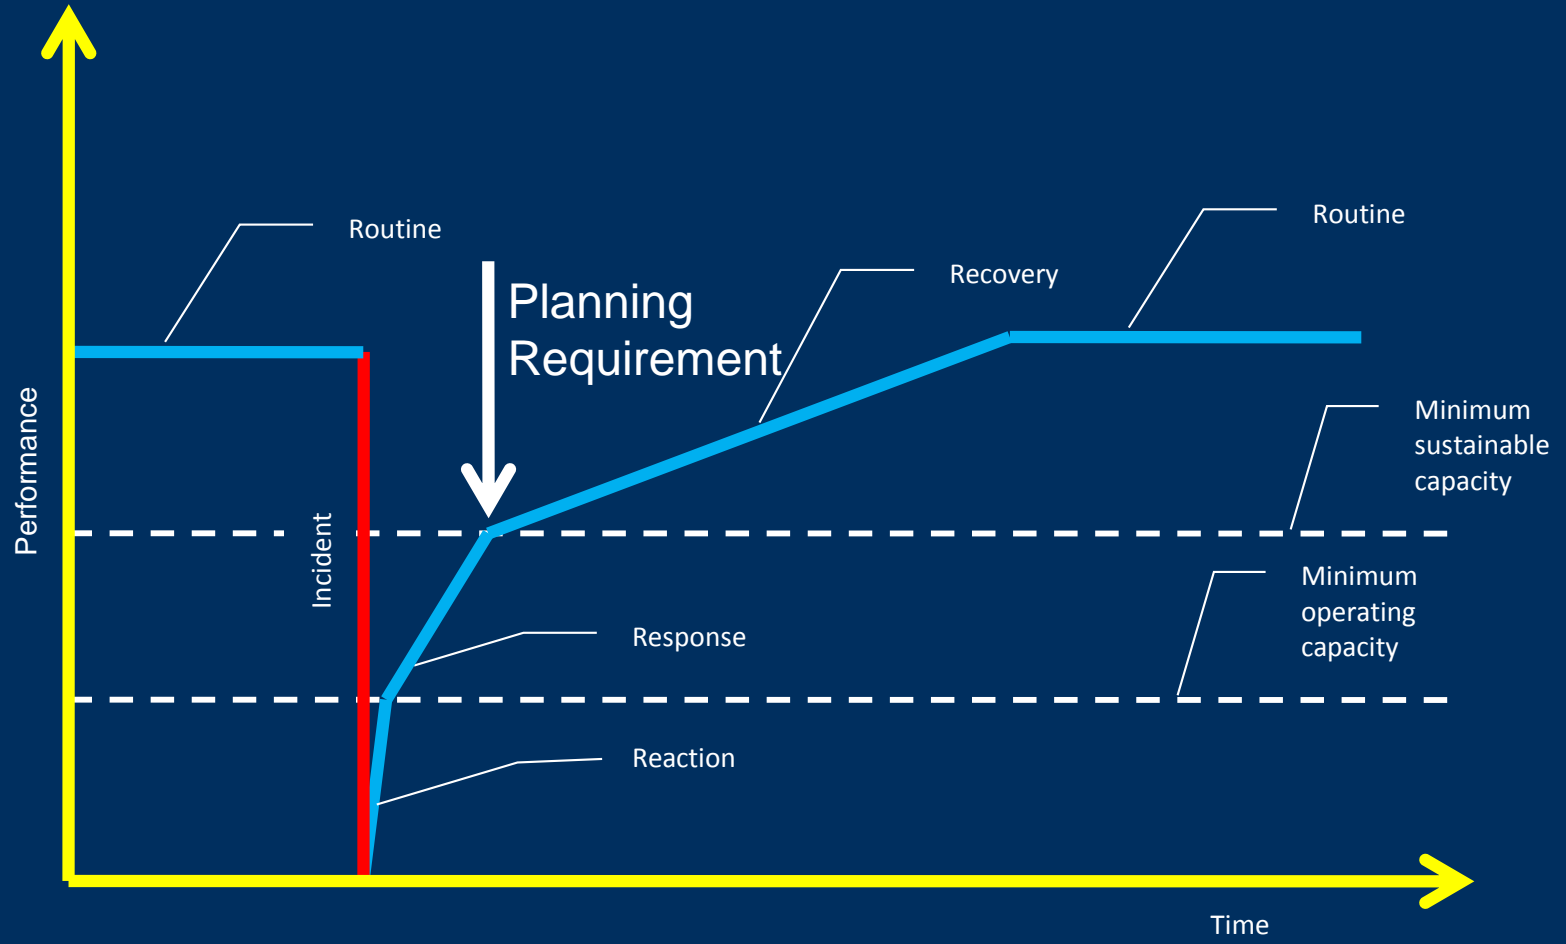 Routine
Routine
Recovery
Planning
Requirement
Performance
Minimum
sustainable
capacity
Incident
Minimum
operating
capacity
Response
Reaction
Time